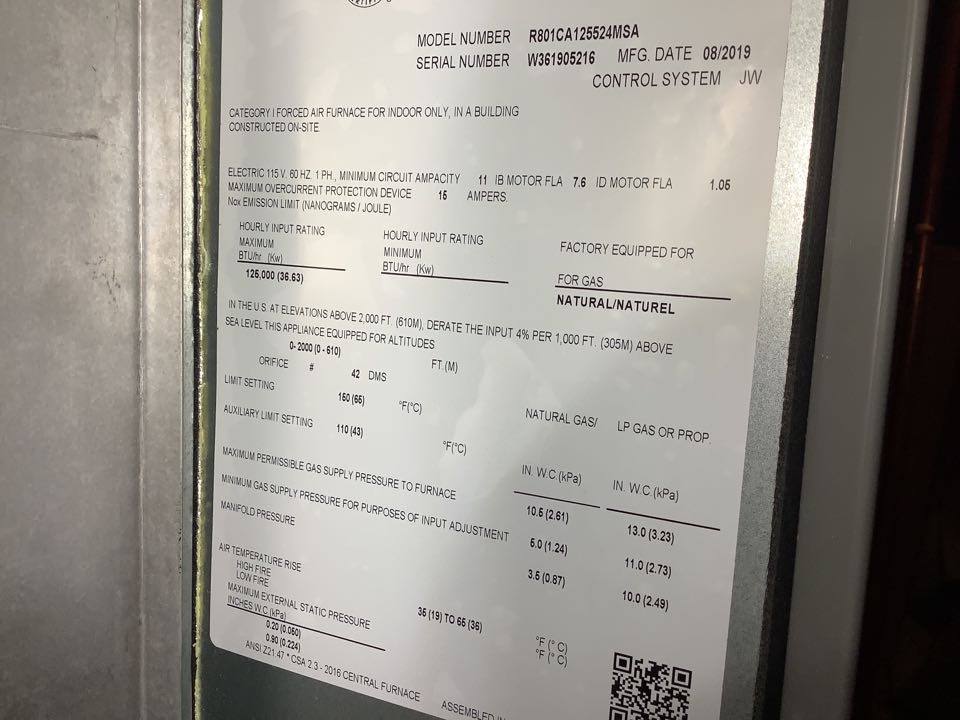 MODEL NUMBER R801CA125524MSA
SERIAL NUMBER W361905216 MFG. DATE 08/2019
CONTROL SYSTEM JW
CATEGORY I FORCED AIR FURNACE FOR INDOOR ONLY, IN A BUILDING
CONSTRUCTED ON-SITE.
ELECTRIC 115 V. 60 HZ. 1 PH., MINIMUM CIRCUIT AMPACITY 11 IB MOTOR FLA 7.6 ID MOTOR FLA 1.05
MAXIMUM OVERCURRENT PROTECTION DEVICE 15 AMPERS.
Nox EMISSION LIMIT (NANOGRAMS / JOULE)
HOURLY INPUT RATING
MAXIMUM
BTU/hr (Kw)
125,000 (36.63)
HOURLY INPUT RATING
MINIMUM
BTU/hr (Kw)
FACTORY EQUIPPED FOR
FOR GAS
NATURAL/NATUREL
IN THE U.S. AT ELEVATIONS ABOVE 2,000 FT. (610M), DERATE THE INPUT 4% PER 1,000 FT. (305M) ABOVE
SEA LEVEL THIS APPLIANCE EQUIPPED FOR ALTITUDES
0- 2000 (0 - 610) FT.(M)
ORIFICE # 42 DMS
LIMIT SETTING 150 (65) °F(°C)
AUXILIARY LIMIT SETTING 110 (43) °F(°C)
NATURAL GAS/ LP GAS OR PROP.
IN. W.C.(kPa) IN. W.C.(kPa)
MAXIMUM PERMISSIBLE GAS SUPPLY PRESSURE TO FURNACE 10.5 (2.61) 13.0 (3.23)
MINIMUM GAS SUPPLY PRESSURE FOR PURPOSES OF INPUT ADJUSTMENT 5.0 (1.24) 11.0 (2.73)
MANIFOLD PRESSURE 3.5 (0.87) 10.0 (2.49)
AIR TEMPERATURE RISE
HIGH FIRE 35 (19) TO 65 (36) °F (° C)
LOW FIRE °F (° C)
MAXIMUM EXTERNAL STATIC PRESSURE
INCHES W.C.(kPa)
0.20 (0.050)
0.90 (0.224)
ANSI Z21.47 * CSA 2.3 - 2016 CENTRAL FURNACE
ASSEMBLED IN